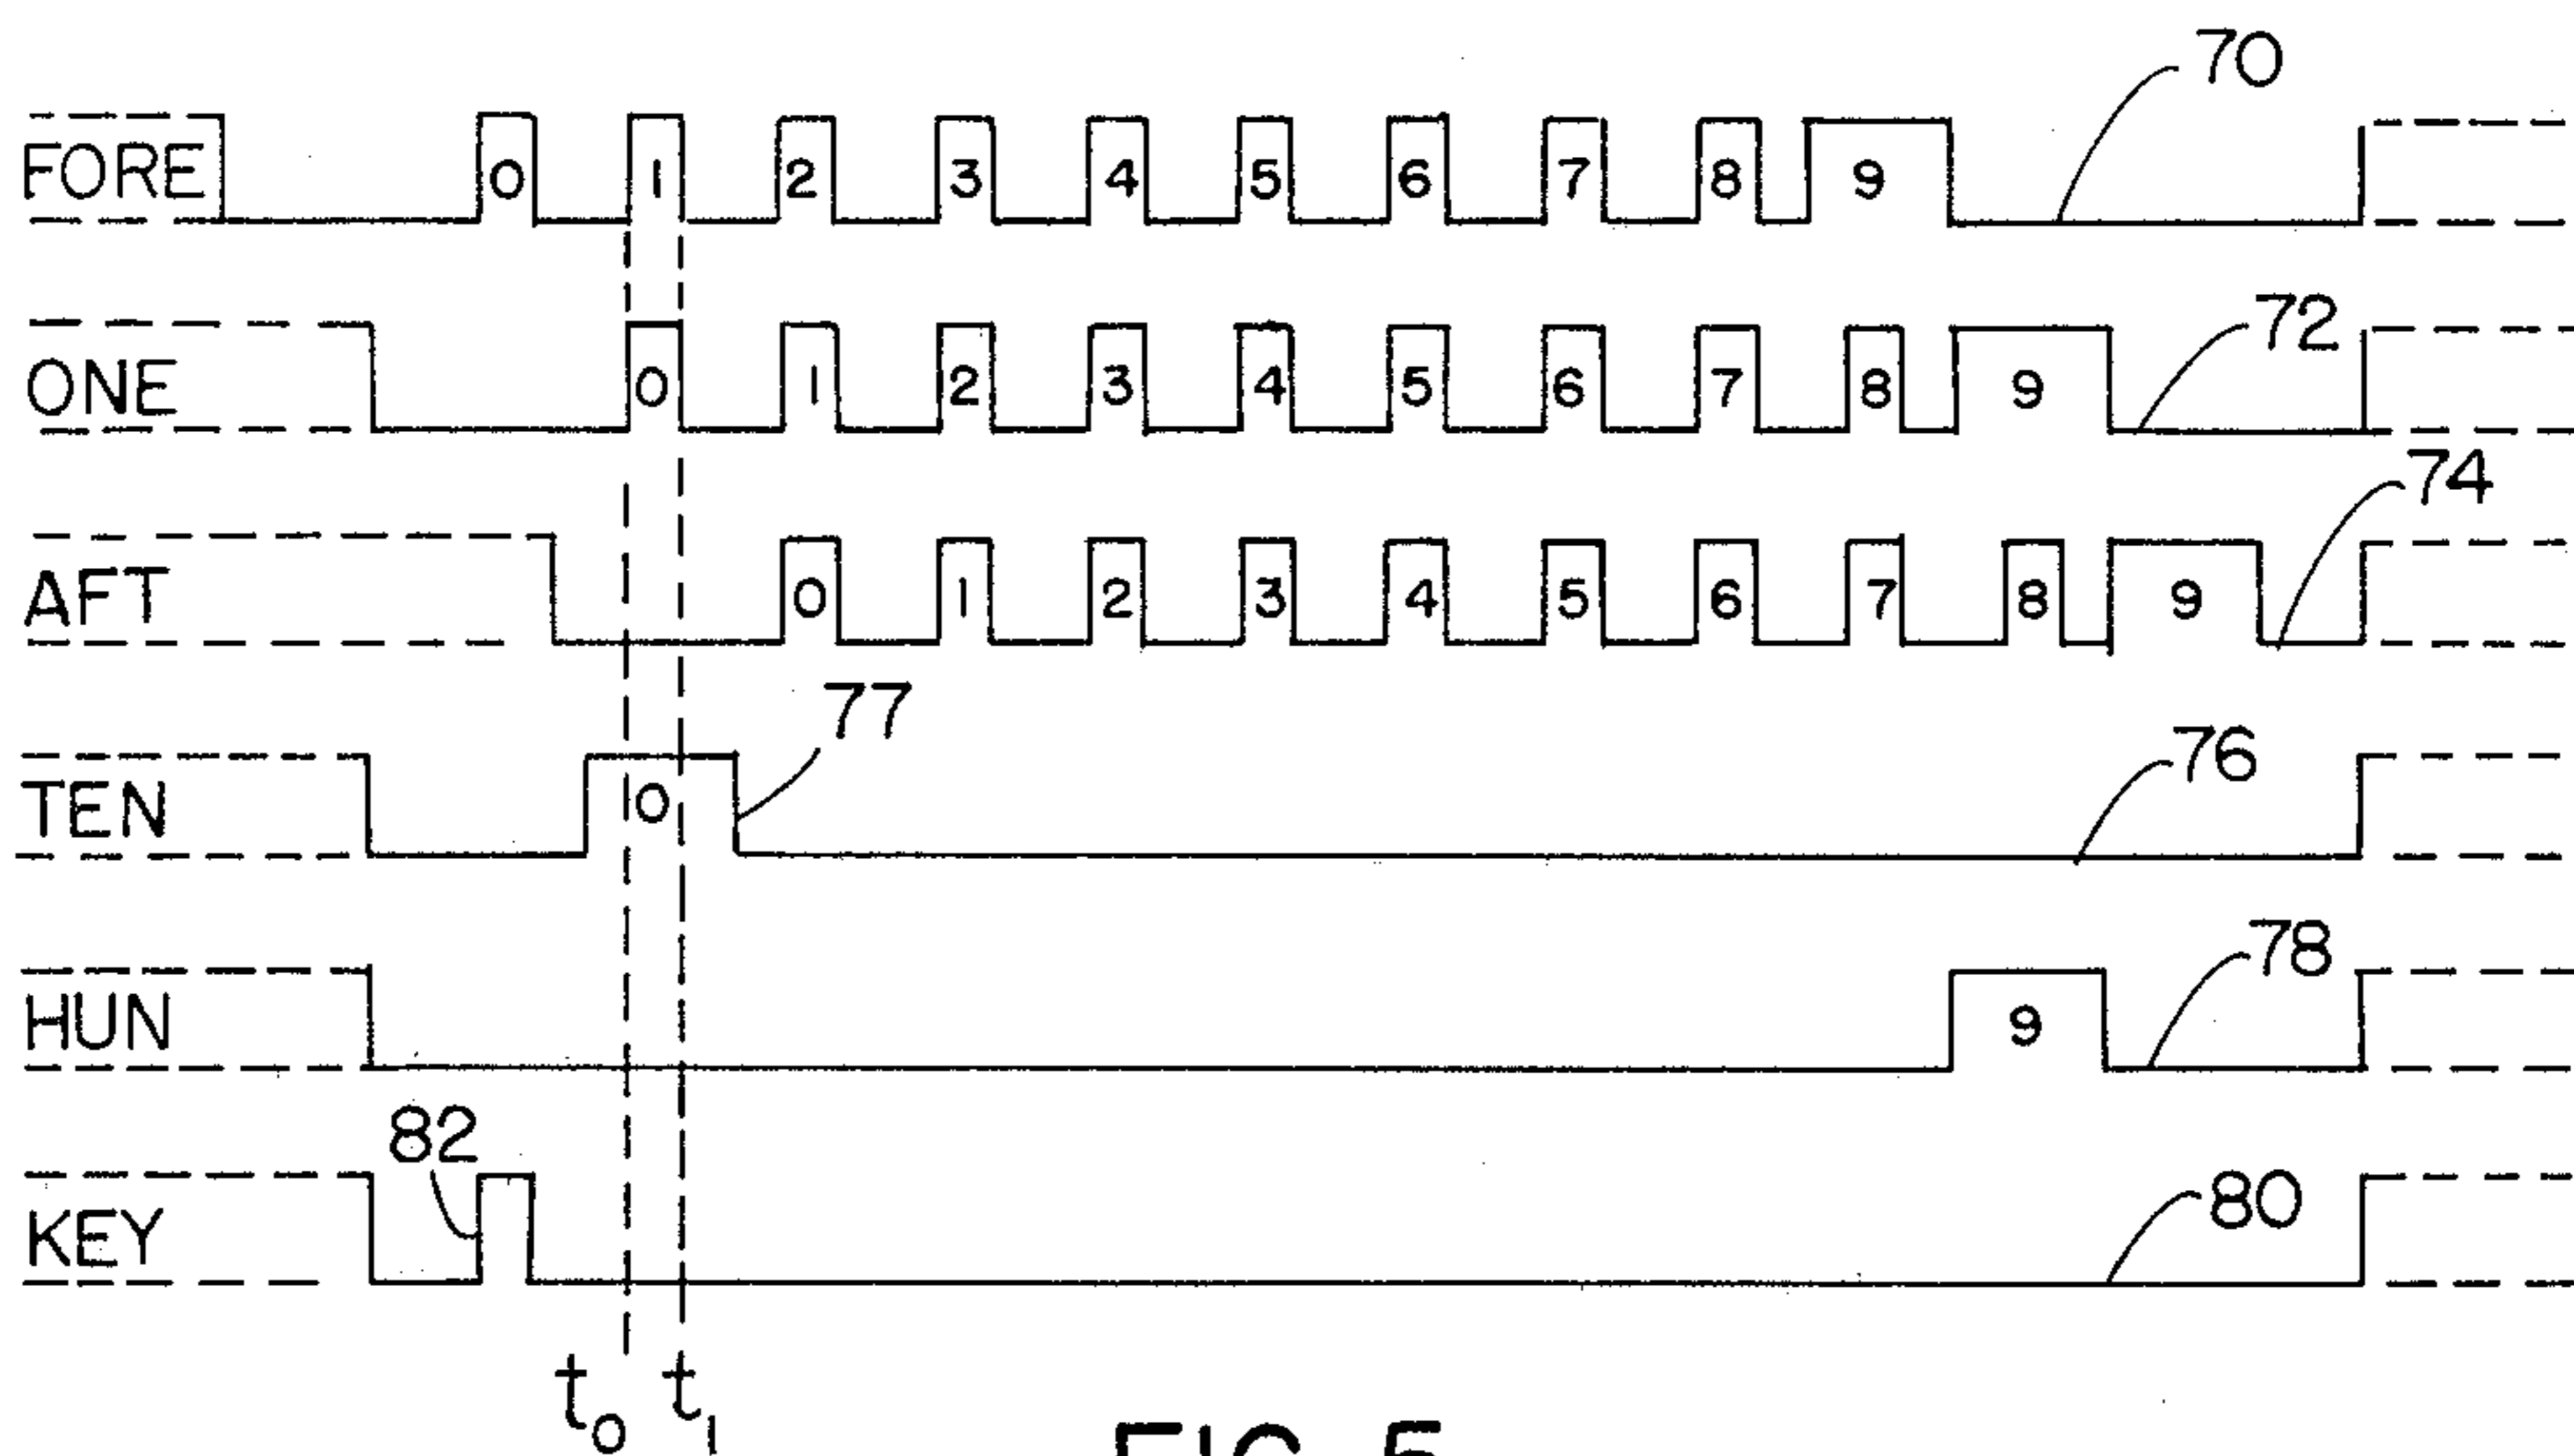 70
FORE 0 1 2 3 4 5 6 7 8 9
72
ONE 0 1 2 3 4 5 6 7 8 9
74
AFT 0 1 2 3 4 5 6 7 8 9
77
76
TEN 0
78
HUN 9
82
80
KEY
t0 t1
FIG. 5